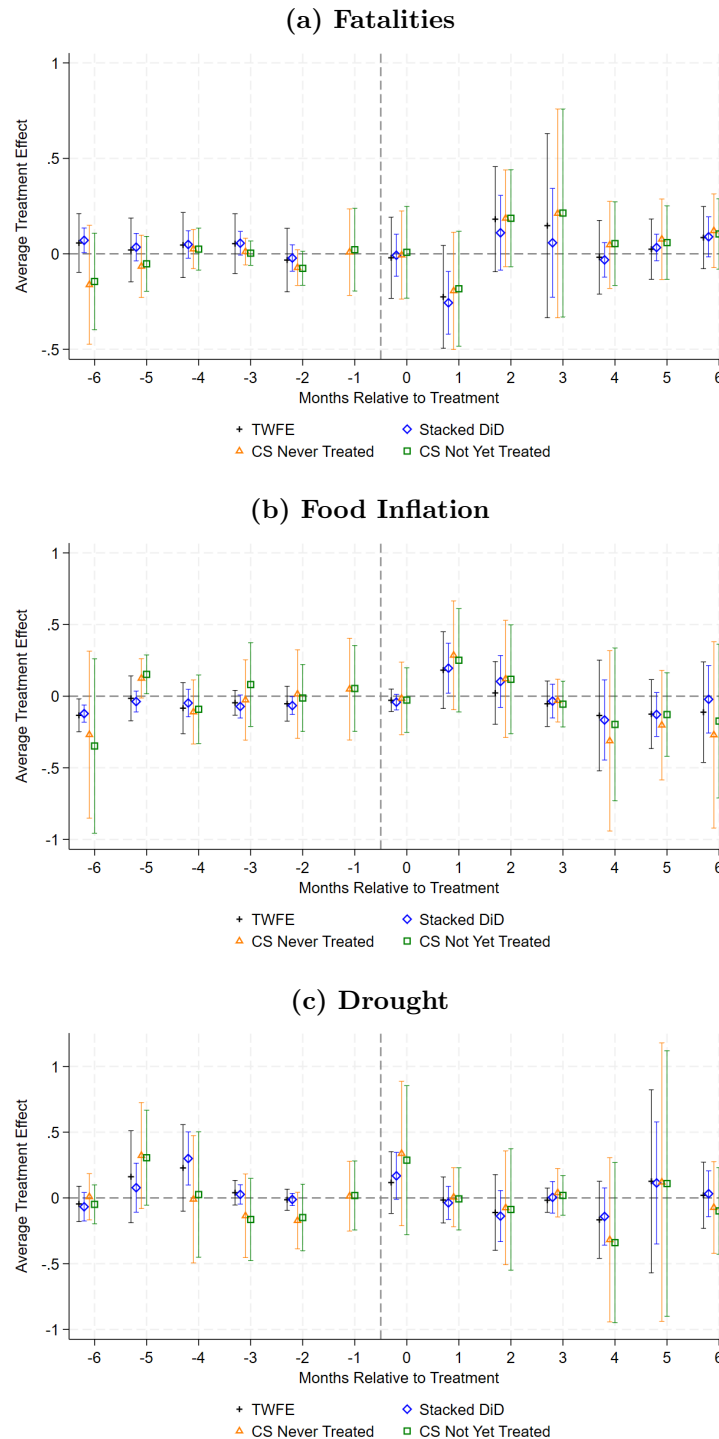 (a) Fatalities
Average Treatment Effect
1
.5
0
-.5
-6 -5 -4 -3 -2 -1 0 1 2 3 4 5 6
Months Relative to Treatment
TWFE Stacked DiD
CS Never Treated CS Not Yet Treated
(b) Food Inflation
Average Treatment Effect
1
.5
0
-.5
-1
-6 -5 -4 -3 -2 -1 0 1 2 3 4 5 6
Months Relative to Treatment
TWFE Stacked DiD
CS Never Treated CS Not Yet Treated
(c) Drought
Average Treatment Effect
1
.5
0
-.5
-1
-6 -5 -4 -3 -2 -1 0 1 2 3 4 5 6
Months Relative to Treatment
TWFE Stacked DiD
CS Never Treated CS Not Yet Treated